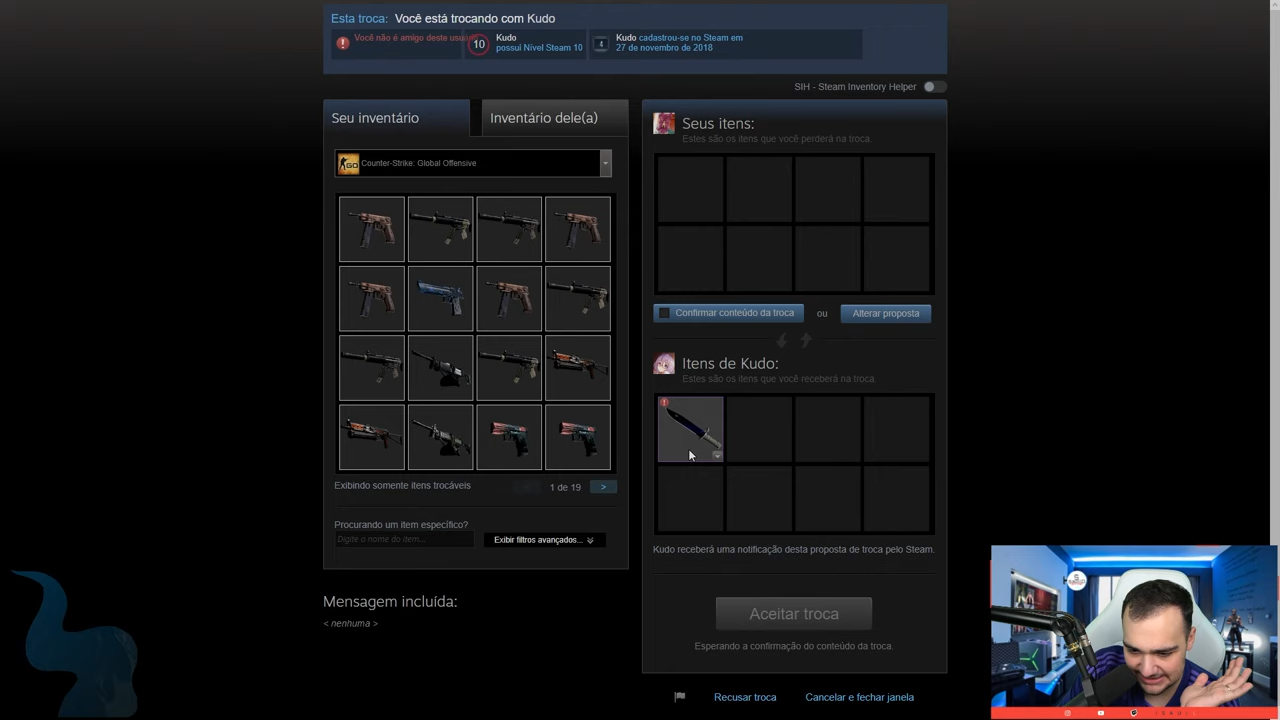 Esta troca: Você está trocando com Kudo
Você não é amigo deste usuá
10
Kudo
possui Nível Steam 10
4
Kudo cadastrou-se no Steam em
27 de novembro de 2018
SIH - Steam Inventory Helper
Seu inventário
Inventário dele(a)
Counter-Strike: Global Offensive
Exibindo somente itens trocáveis
1 de 19
>
Procurando um item específico?
Digite o nome do item...
Exibir filtros avançados...
Mensagem incluída:
< nenhuma >
Seus itens:
Estes são os itens que você perderá na troca.
Confirmar conteúdo da troca
ou
Alterar proposta
Itens de Kudo:
Estes são os itens que você receberá na troca.
Kudo receberá uma notificação desta proposta de troca pelo Steam.
Aceitar troca
Esperando a confirmação do conteúdo da troca.
Recusar troca
Cancelar e fechar janela